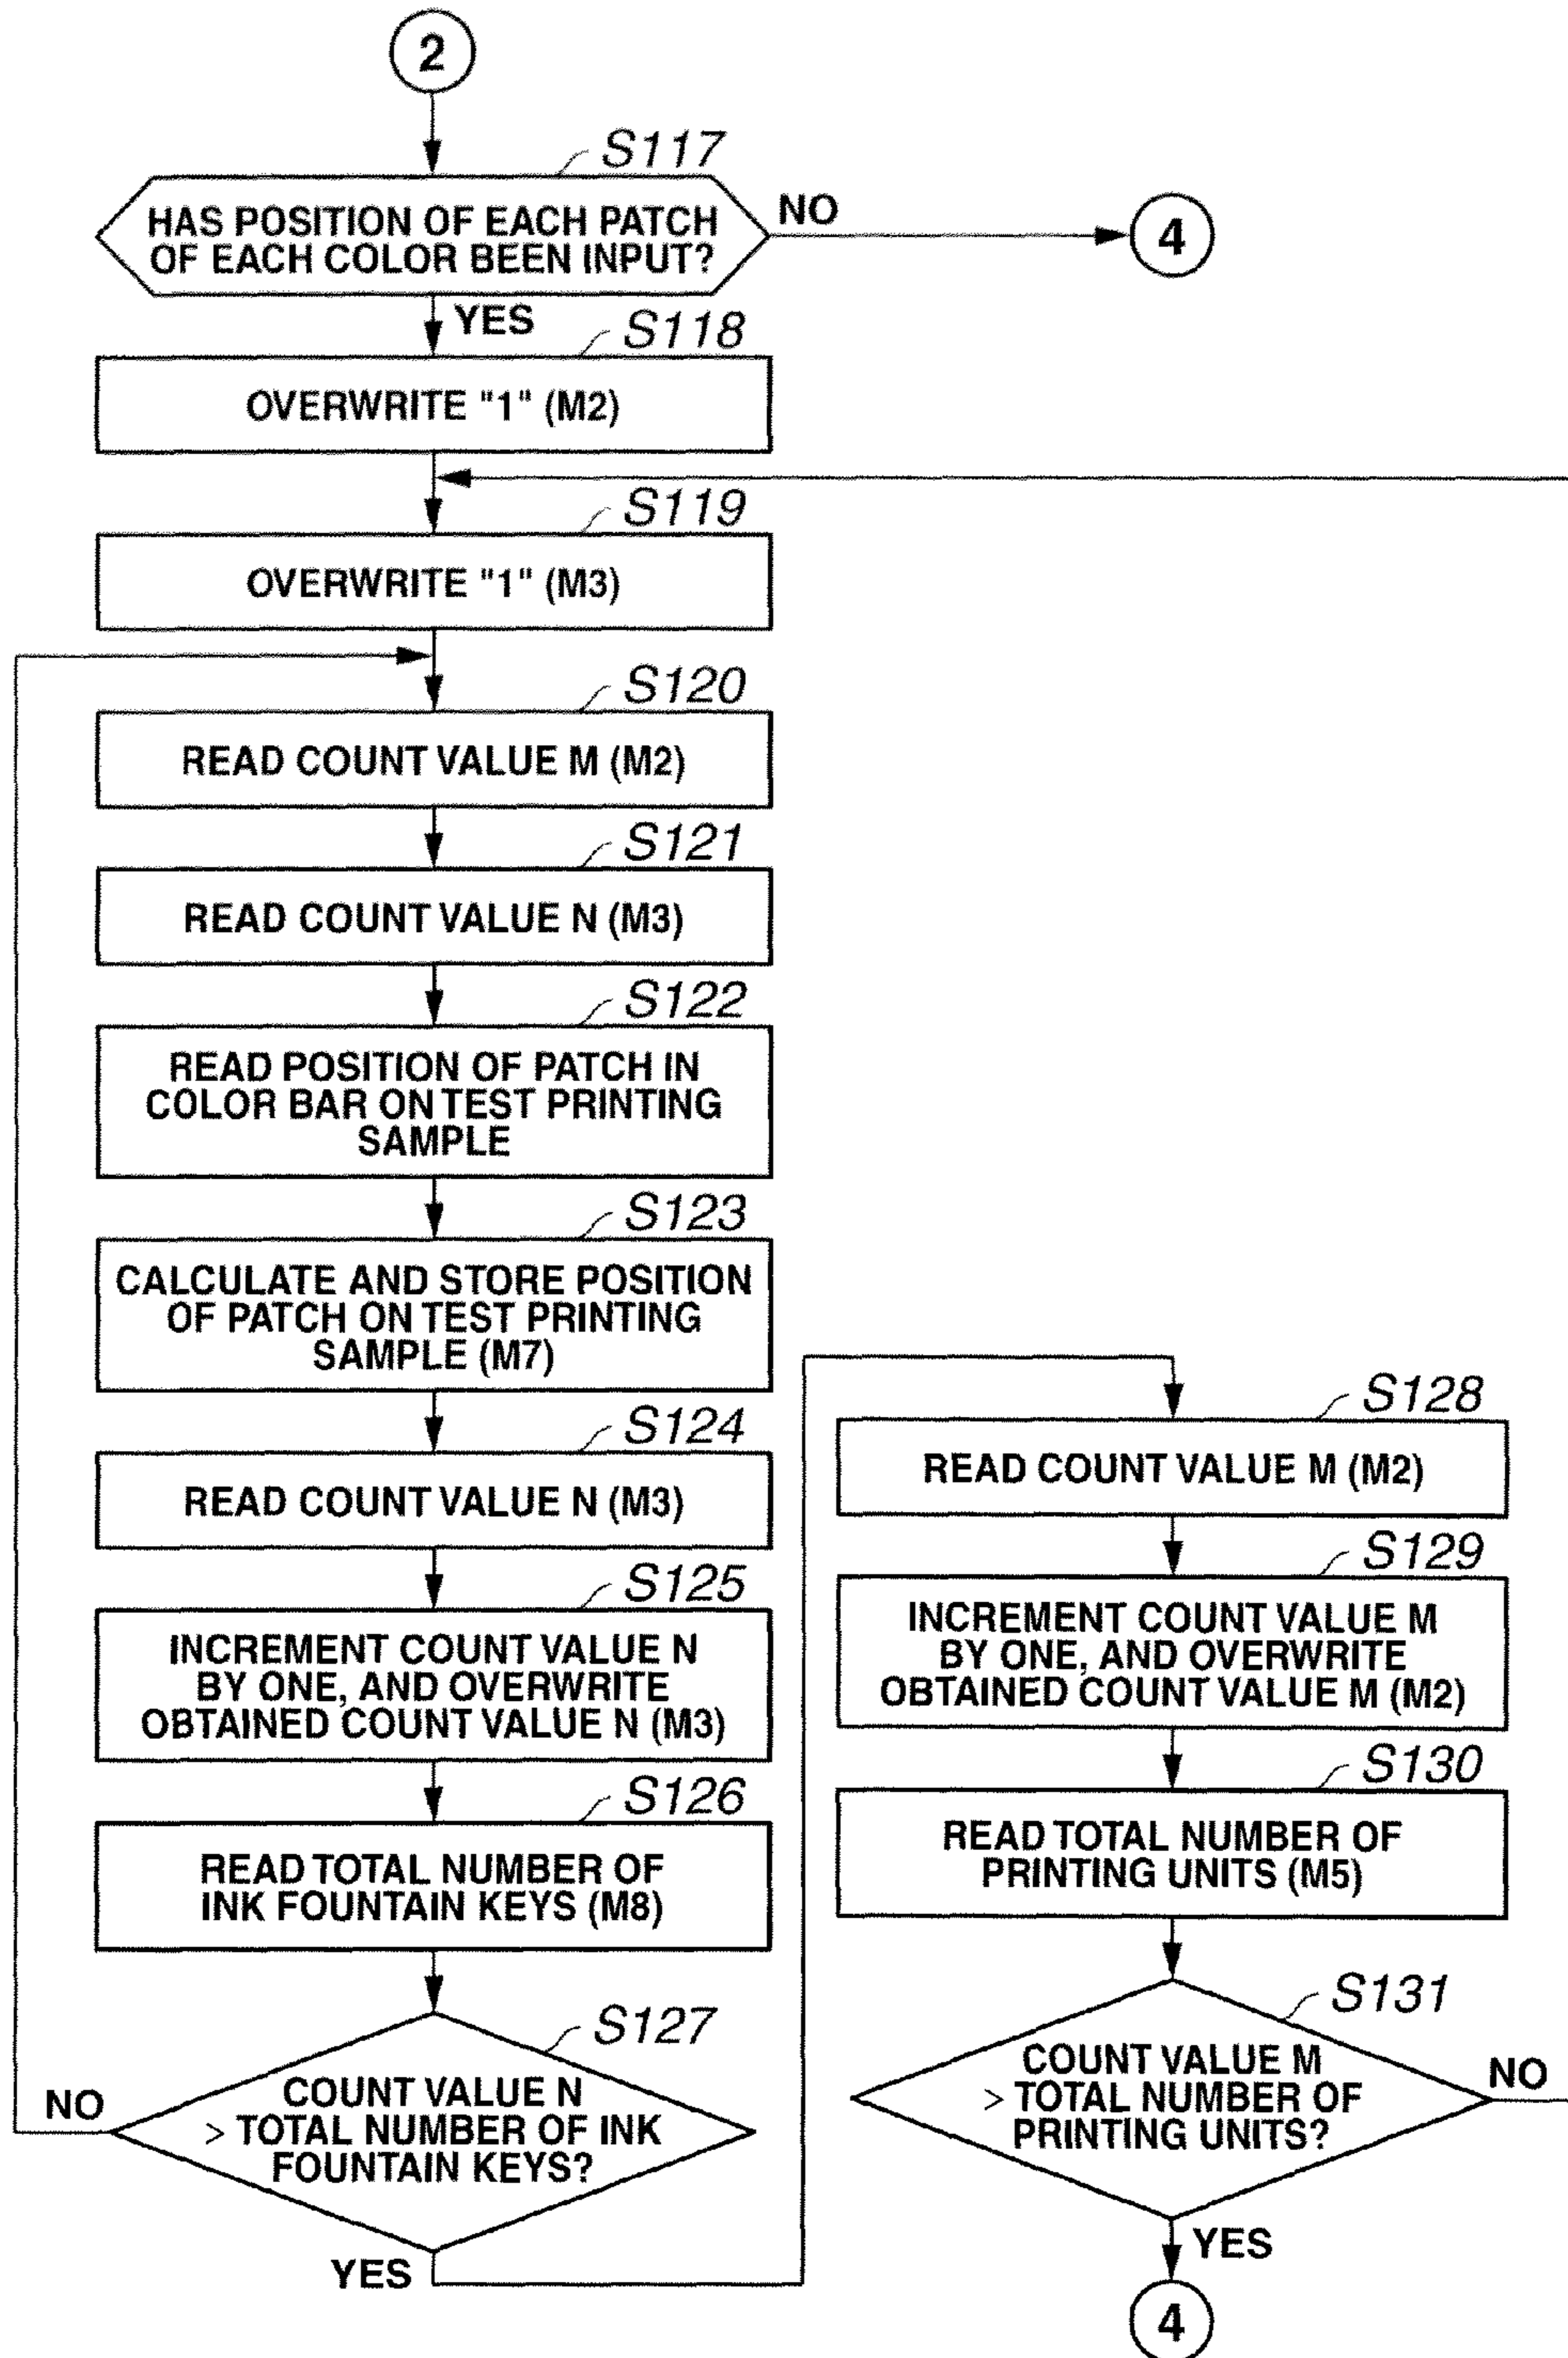 2
S117
HAS POSITION OF EACH PATCH
OF EACH COLOR BEEN INPUT?
NO
4
YES
S118
OVERWRITE "1" (M2)
S119
OVERWRITE "1" (M3)
S120
READ COUNT VALUE M (M2)
S121
READ COUNT VALUE N (M3)
S122
READ POSITION OF PATCH IN
COLOR BAR ON TEST PRINTING
SAMPLE
S123
CALCULATE AND STORE POSITION
OF PATCH ON TEST PRINTING
SAMPLE (M7)
S124
READ COUNT VALUE N (M3)
S125
INCREMENT COUNT VALUE N
BY ONE, AND OVERWRITE
OBTAINED COUNT VALUE N (M3)
S126
READ TOTAL NUMBER OF
INK FOUNTAIN KEYS (M8)
S127
COUNT VALUE N
> TOTAL NUMBER OF INK
FOUNTAIN KEYS?
NO
YES
S128
READ COUNT VALUE M (M2)
S129
INCREMENT COUNT VALUE M
BY ONE, AND OVERWRITE
OBTAINED COUNT VALUE M (M2)
S130
READ TOTAL NUMBER OF
PRINTING UNITS (M5)
S131
COUNT VALUE M
> TOTAL NUMBER OF
PRINTING UNITS?
NO
YES
4